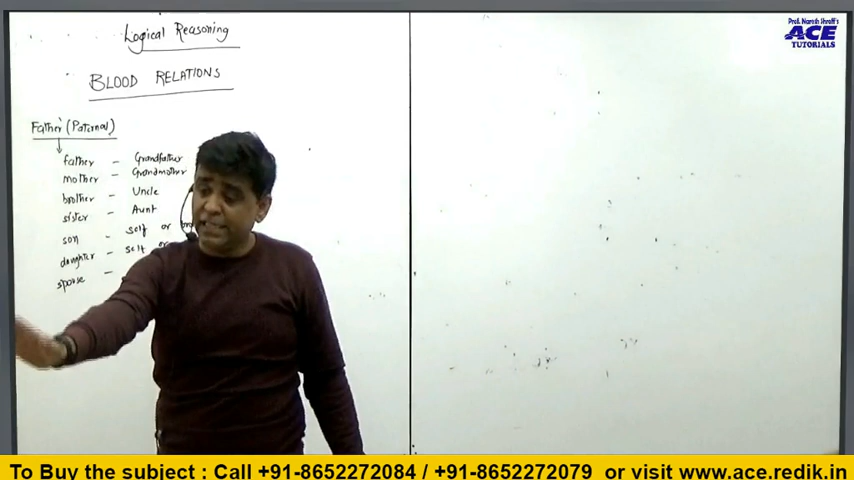 Logical Reasoning
BLOOD RELATIONS
Father (Paternal)
father - Grandfather
mother - Grandmother
brother - Uncle
sister - Aunt
son - self or
daughter - self or
spouse -
Prof. Naresh Shroff's
ACE
TUTORIALS
To Buy the subject : Call +91-8652272084 / +91-8652272079 or visit www.ace.redik.in